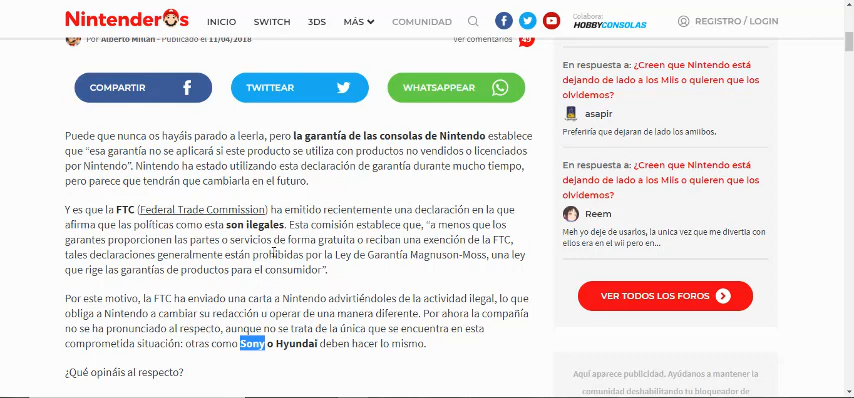 NintenderOs
INICIO SWITCH 3DS MÁS COMUNIDAD
Colabora:
HOBBYCONSOLAS
REGISTRO / LOGIN
Por Alberto Millán - Publicado el 11/04/2018
Ver comentarios 49
COMPARTIR
TWITTEAR
WHATSAPPEAR
Puede que nunca os hayáis parado a leerla, pero la garantía de las consolas de Nintendo establece
que “esa garantía no se aplicará si este producto se utiliza con productos no vendidos o licenciados
por Nintendo”. Nintendo ha estado utilizando esta declaración de garantía durante mucho tiempo,
pero parece que tendrán que cambiarla en el futuro.
Y es que la FTC (Federal Trade Commission) ha emitido recientemente una declaración en la que
afirma que las políticas como esta son ilegales. Esta comisión establece que, “a menos que los
garantes proporcionen las partes o servicios de forma gratuita o reciban una exención de la FTC,
tales declaraciones generalmente están prohibidas por la Ley de Garantía Magnuson-Moss, una ley
que rige las garantías de productos para el consumidor”.
Por este motivo, la FTC ha enviado una carta a Nintendo advirtiéndoles de la actividad ilegal, lo que
obliga a Nintendo a cambiar su redacción u operar de una manera diferente. Por ahora la compañía
no se ha pronunciado al respecto, aunque no se trata de la única que se encuentra en esta
comprometida situación: otras como Sony o Hyundai deben hacer lo mismo.
¿Qué opináis al respecto?
En respuesta a: ¿Creen que Nintendo está
dejando de lado a los Miis o quieren que los
olvidemos?
asapir
Preferiría que dejaran de lado los amiibos.
En respuesta a: ¿Creen que Nintendo está
dejando de lado a los Miis o quieren que los
olvidemos?
Reem
Meh yo deje de usarlos, la unica vez que me divertia con
ellos era en el wii pero en...
VER TODOS LOS FOROS
Aquí aparece publicidad. Ayúdanos a mantener la
comunidad deshabilitando tu bloqueador de